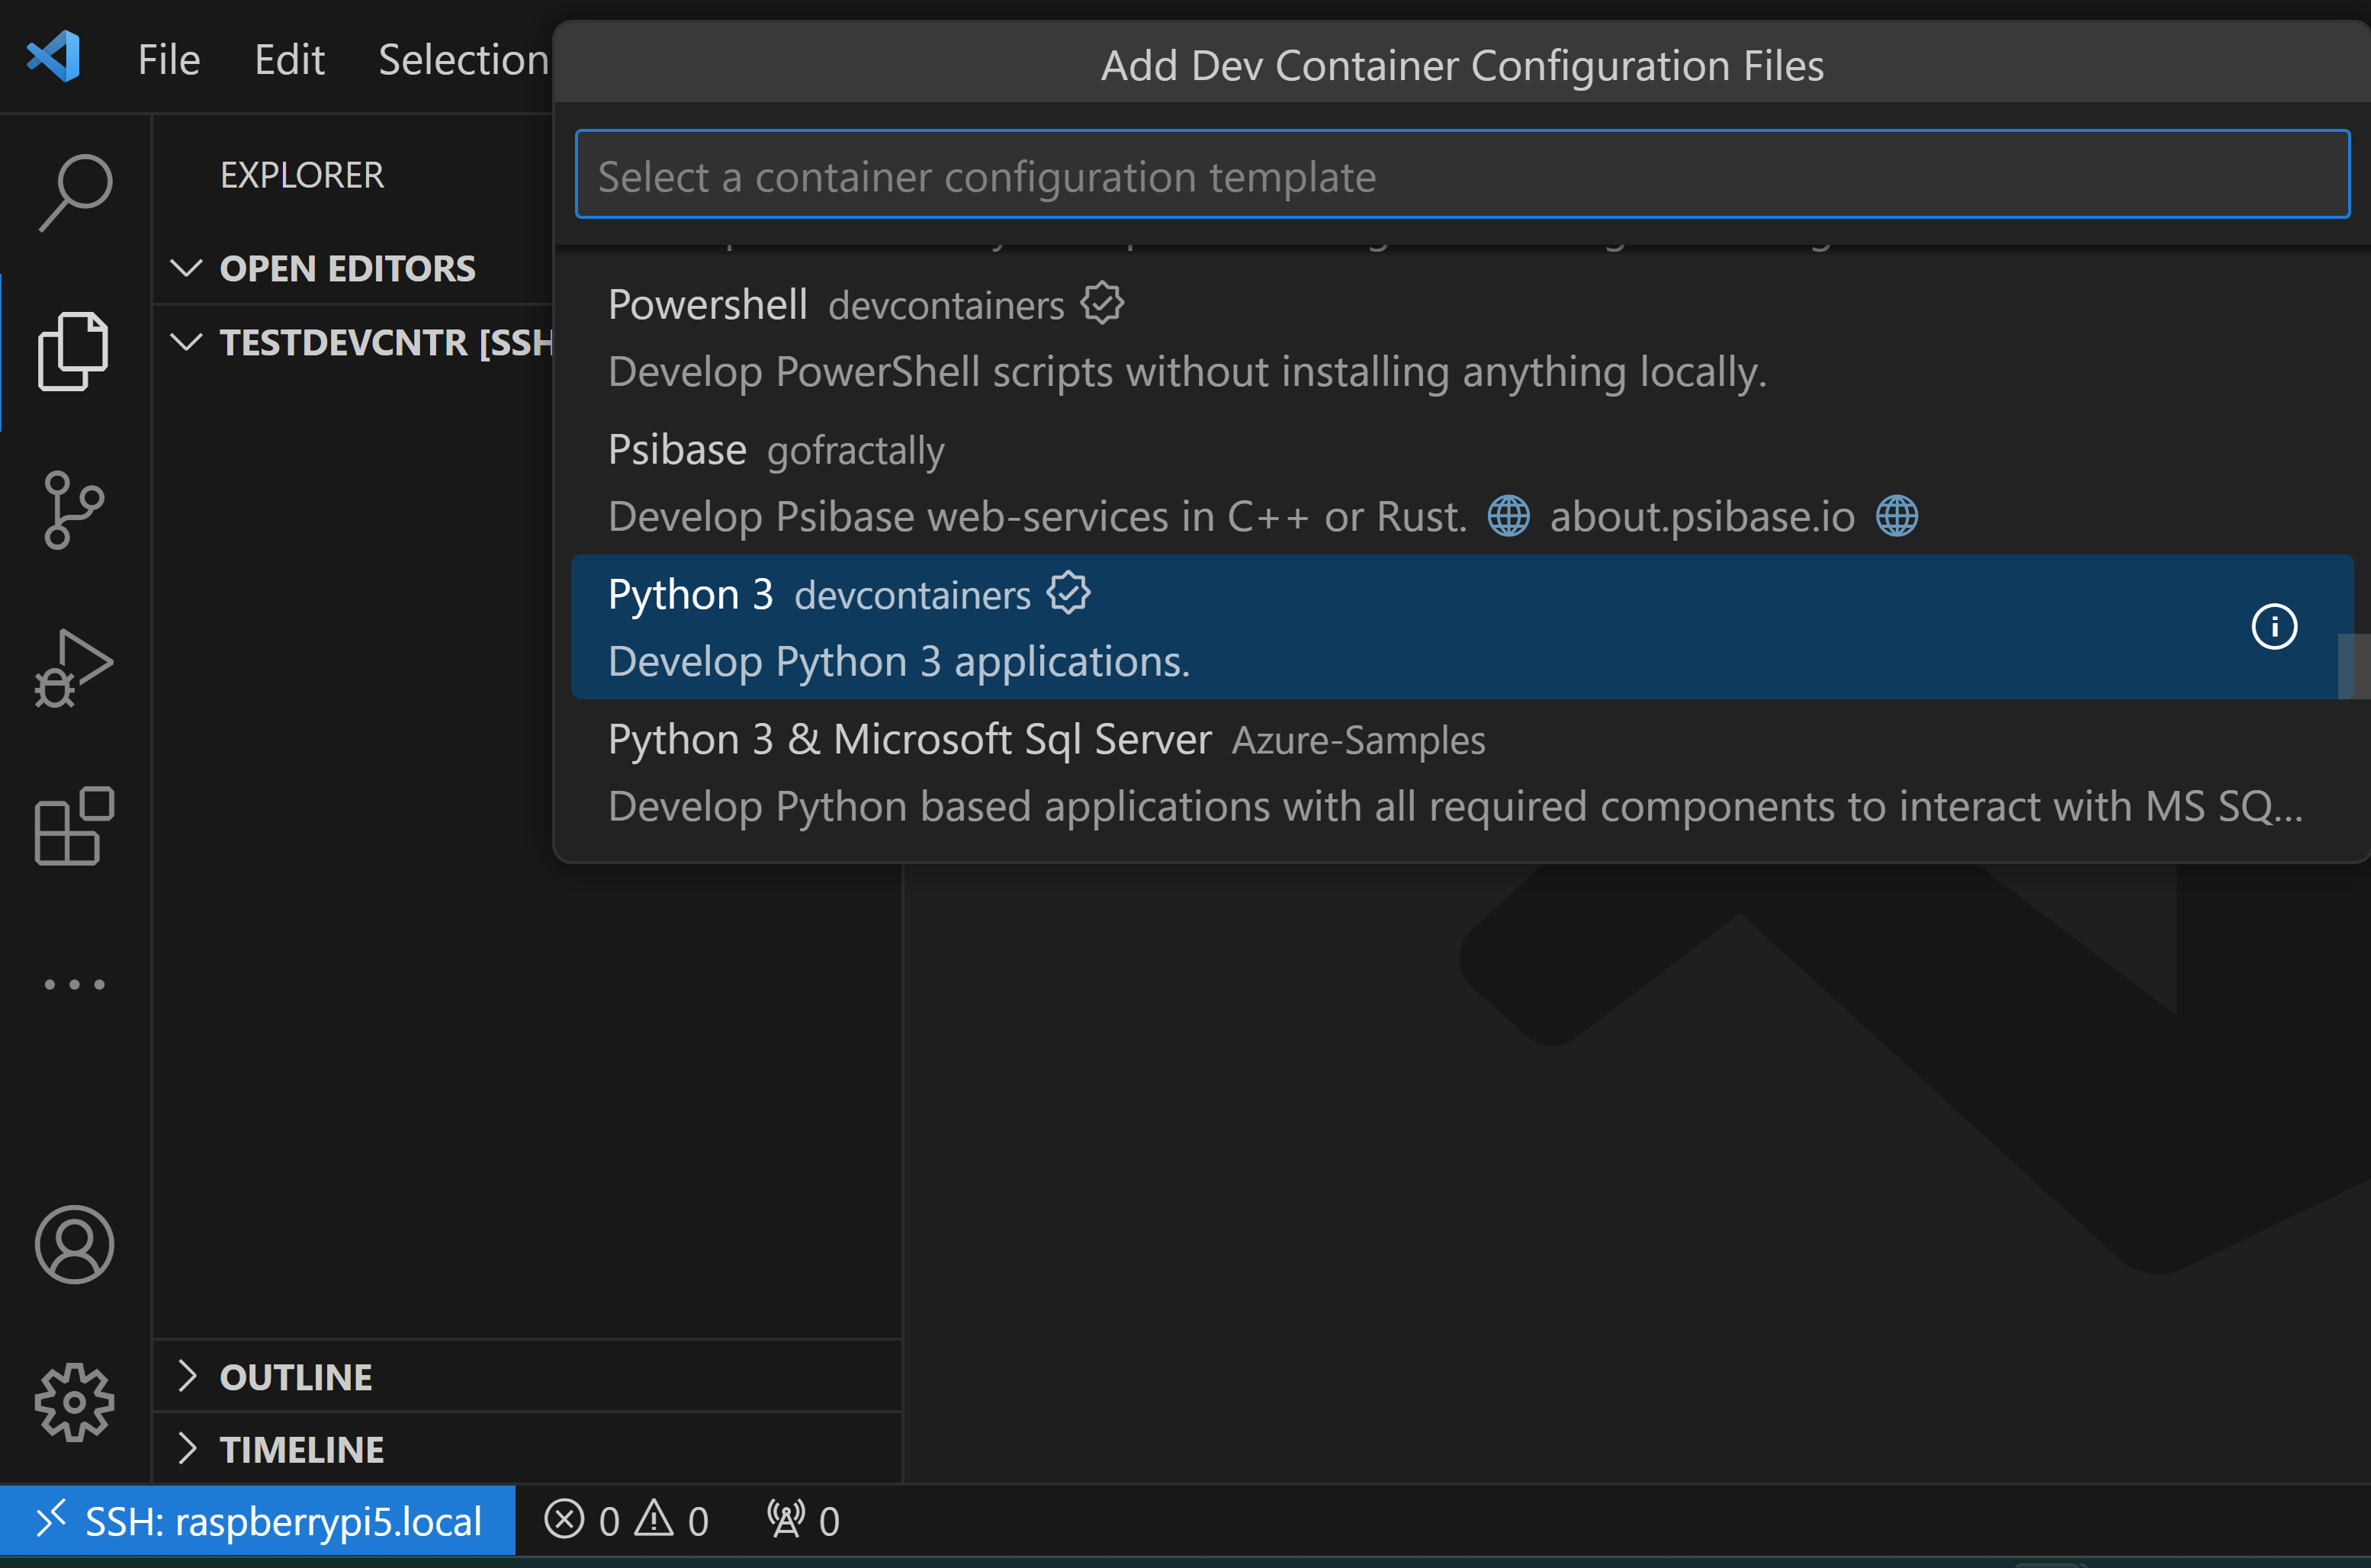 File Edit Selection
Add Dev Container Configuration Files
Select a container configuration template
EXPLORER
OPEN EDITORS
TESTDEVCNTR [SSH
Powershell devcontainers
Develop PowerShell scripts without installing anything locally.
Psibase gofractally
Develop Psibase web-services in C++ or Rust. about.psibase.io
Python 3 devcontainers
Develop Python 3 applications.
Python 3 & Microsoft Sql Server Azure-Samples
Develop Python based applications with all required components to interact with MS SQ...
OUTLINE
TIMELINE
SSH: raspberrypi5.local 0 0 0